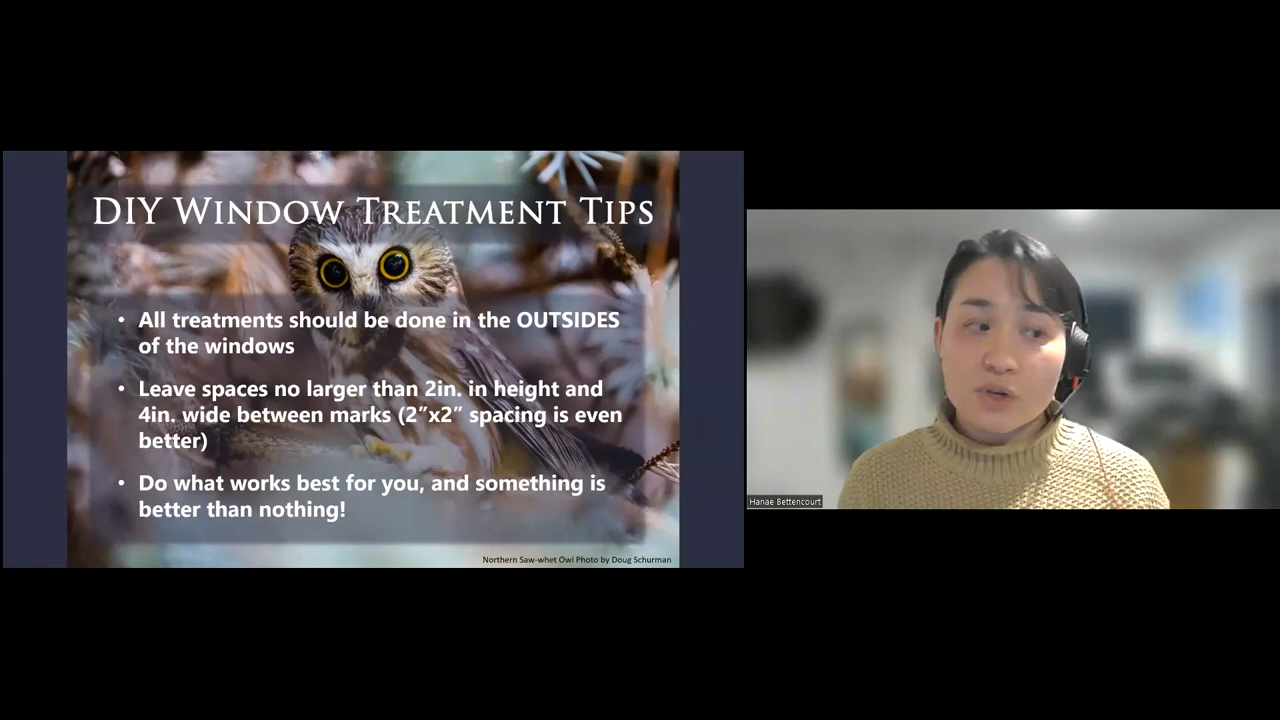 DIY WINDOW TREATMENT TIPS
• All treatments should be done in the OUTSIDES
of the windows
• Leave spaces no larger than 2in. in height and
4in. wide between marks (2”x2” spacing is even
better)
• Do what works best for you, and something is
better than nothing!
Northern Saw-whet Owl Photo by Doug Schurman
Hanae Bettencourt